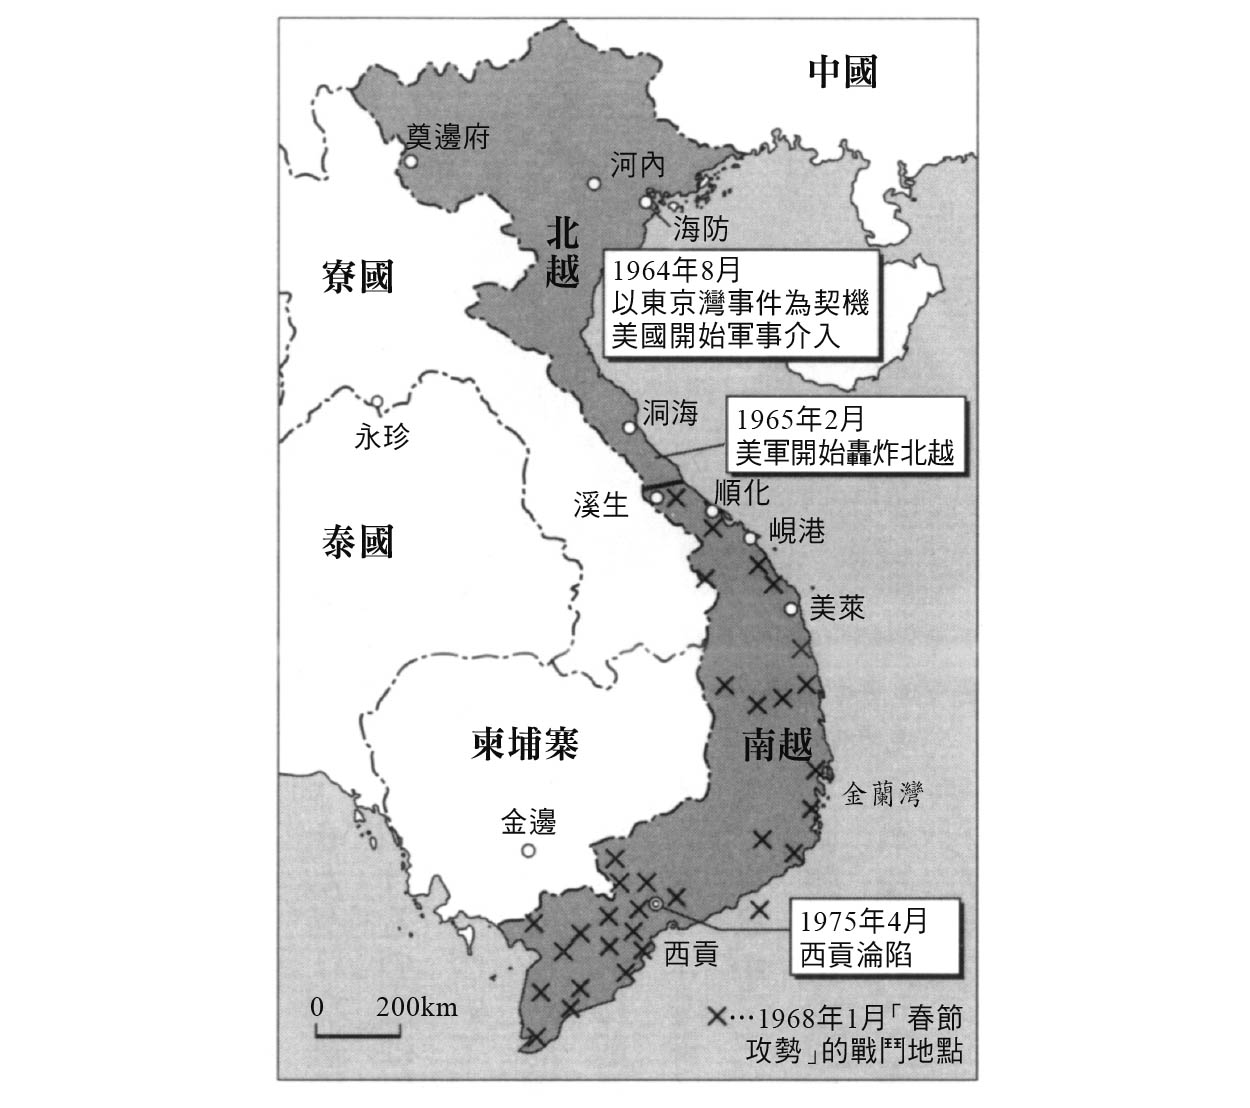 中國
奠邊府
河內
海防
北越
寮國
1964年8月
以東京灣事件為契機
美國開始軍事介入
永珍
洞海
1965年2月
美軍開始轟炸北越
溪生
順化
峴港
泰國
美萊
柬埔寨
南越
金蘭灣
金邊
1975年4月
西貢淪陷
西貢
0 200km
×…1968年1月「春節
攻勢」的戰鬥地點